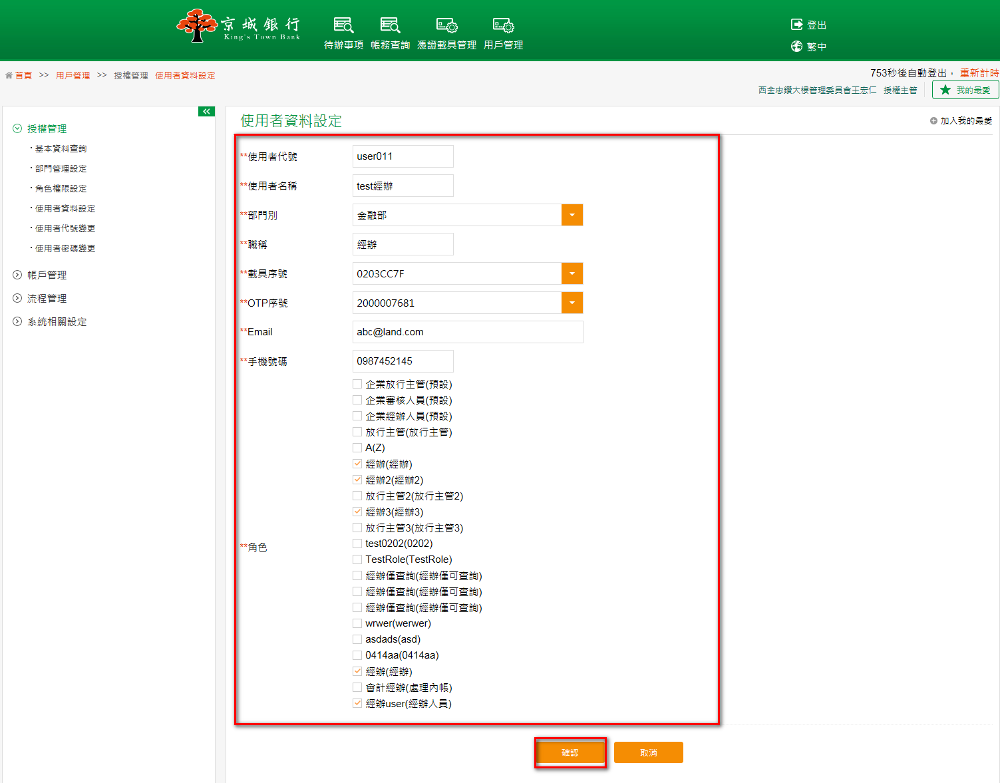 京城銀行
King's Town Bank
待辦事項 帳務查詢 憑證載具管理 用戶管理
登出
繁中
首頁 >> 用戶管理 >> 授權管理 使用者資料設定
753秒後自動登出， 重新計時
西金忠鑽大樓管理委員會王宏仁 授權主管
我的最愛
授權管理
基本資料查詢
部門管理設定
角色權限設定
使用者資料設定
使用者代號變更
使用者密碼變更
帳戶管理
流程管理
系統相關設定
使用者資料設定
加入我的最愛
**使用者代號 user011
**使用者名稱 test經辦
**部門別 金融部
**職稱 經辦
**載具序號 0203CC7F
**OTP序號 2000007681
**Email abc@land.com
**手機號碼 0987452145
**角色
企業放行主管(預設)
企業審核人員(預設)
企業經辦人員(預設)
放行主管(放行主管)
A(Z)
經辦(經辦)
經辦2(經辦2)
放行主管2(放行主管2)
經辦3(經辦3)
放行主管3(放行主管3)
test0202(0202)
TestRole(TestRole)
經辦僅查詢(經辦僅可查詢)
經辦僅查詢(經辦僅可查詢)
經辦僅查詢(經辦僅可查詢)
wrwer(werwer)
asdads(asd)
0414aa(0414aa)
經辦(經辦)
會計經辦(處理內帳)
經辦user(經辦人員)
確認 取消